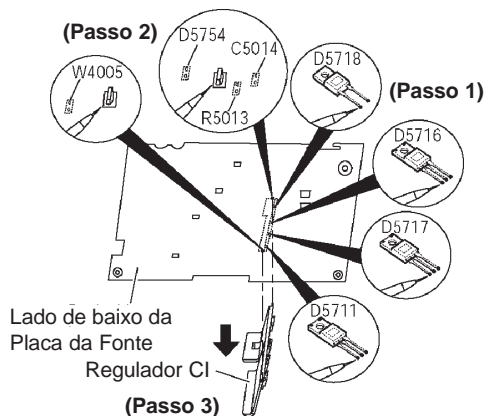 (Passo 2)
D5754
C5014
D5718
W4005
R5013
(Passo 1)
D5716
D5717
D5711
Lado de baixo da
Placa da Fonte
Regulador CI
(Passo 3)